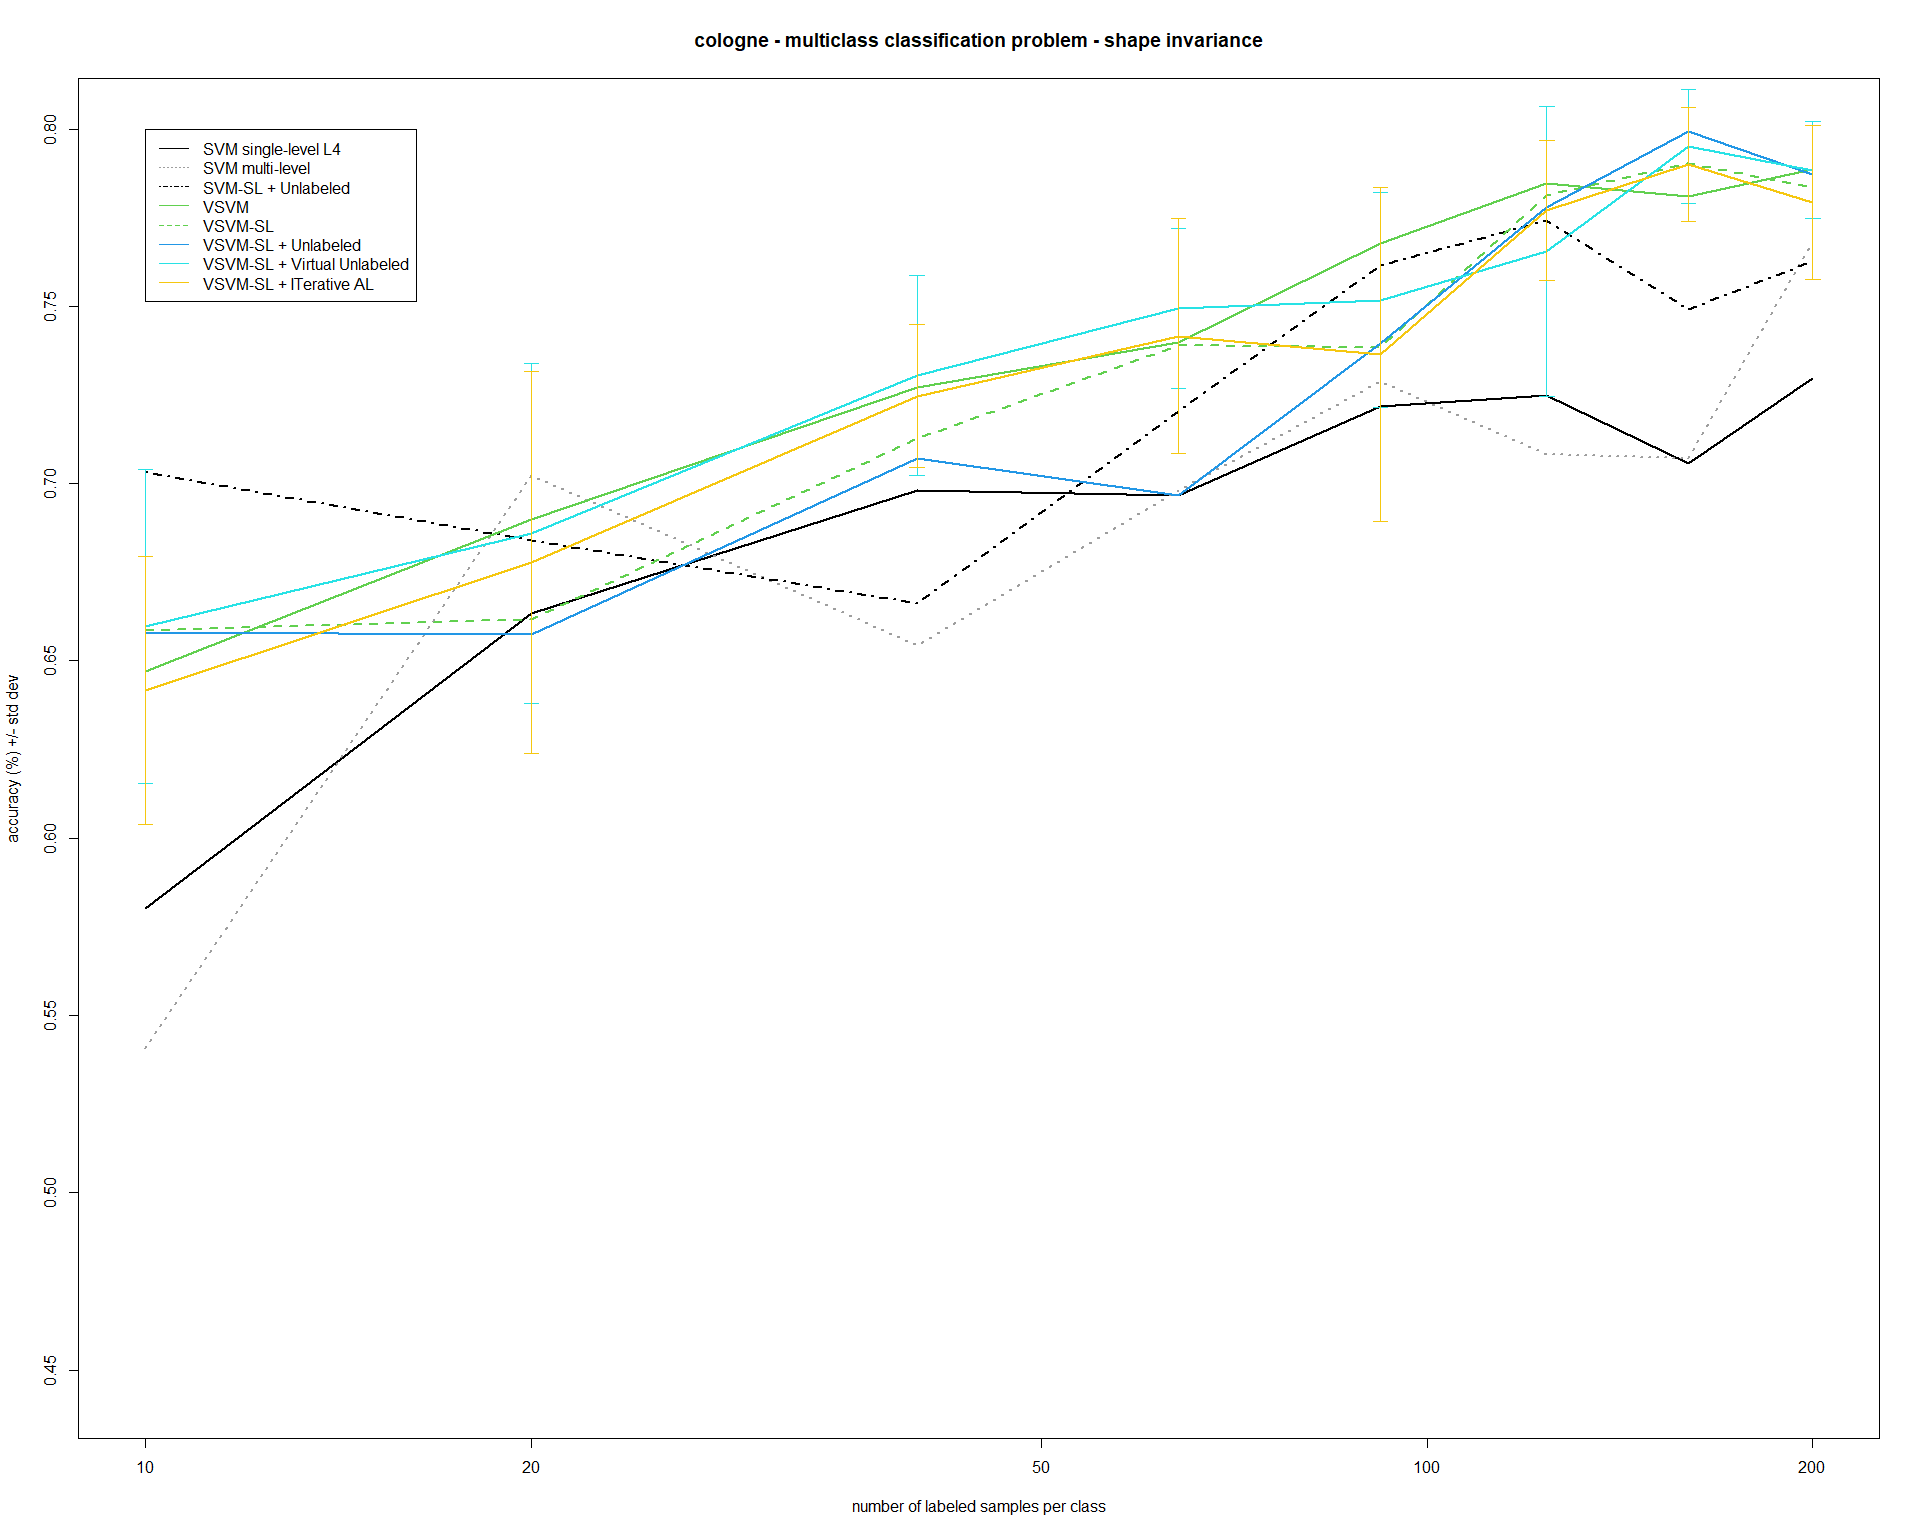 cologne - multiclass classification problem - shape invariance
SVM single-level L4
SVM multi-level
SVM-SL + Unlabeled
VSVM
VSVM-SL
VSVM-SL + Unlabeled
VSVM-SL + Virtual Unlabeled
VSVM-SL + ITerative AL
accuracy (%) +/- std dev
0.80
0.75
0.70
0.65
0.60
0.55
0.50
0.45
10 20 50 100 200
number of labeled samples per class